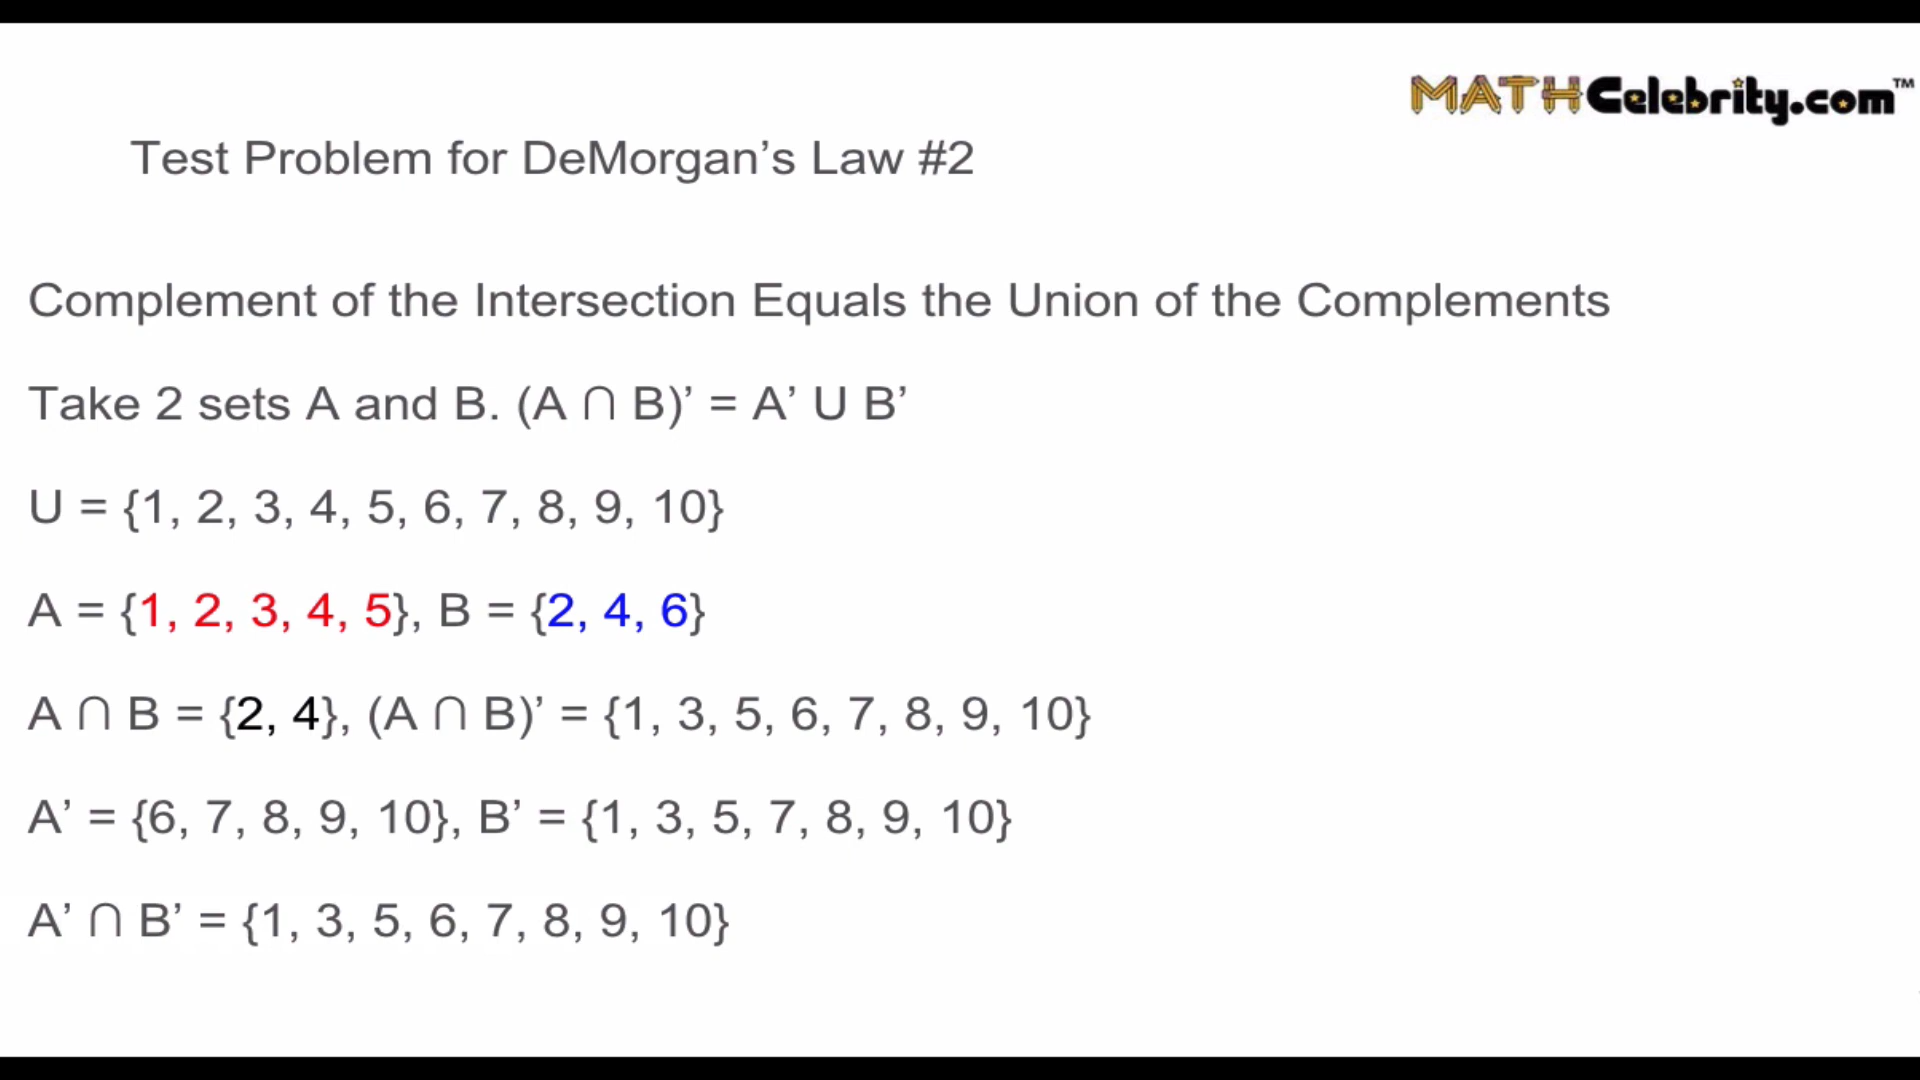 MATHCelebrity.com™
Test Problem for DeMorgan’s Law #2
Complement of the Intersection Equals the Union of the Complements
Take 2 sets A and B. (A ∩ B)’ = A’ U B’
U = {1, 2, 3, 4, 5, 6, 7, 8, 9, 10}
A = {1, 2, 3, 4, 5}, B = {2, 4, 6}
A ∩ B = {2, 4}, (A ∩ B)’ = {1, 3, 5, 6, 7, 8, 9, 10}
A’ = {6, 7, 8, 9, 10}, B’ = {1, 3, 5, 7, 8, 9, 10}
A’ ∩ B’ = {1, 3, 5, 6, 7, 8, 9, 10}